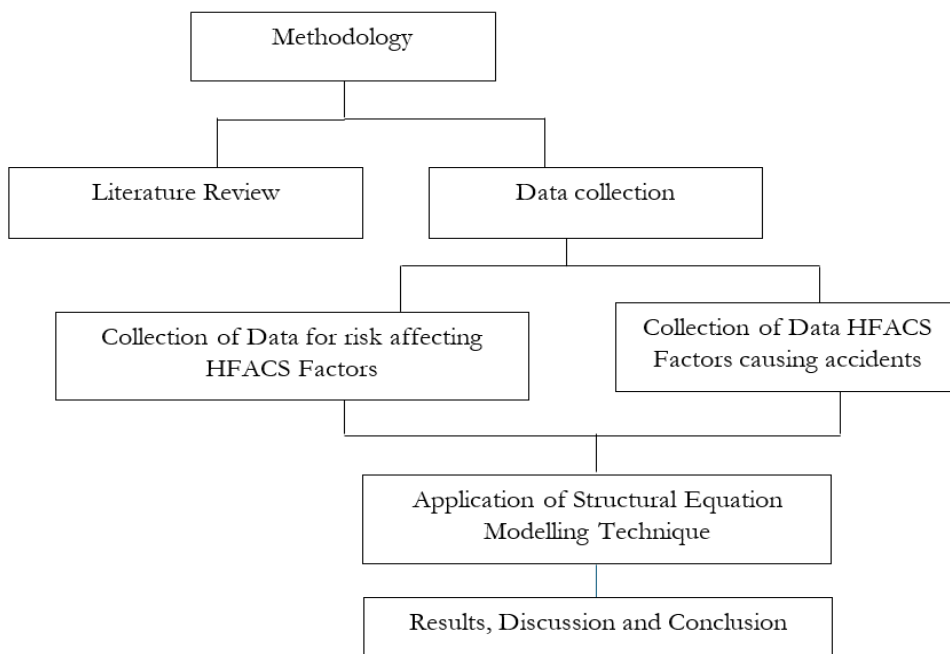 Methodology
Literature Review
Data collection
Collection of Data for risk affecting
HFACS Factors
Collection of Data HFACS
Factors causing accidents
Application of Structural Equation
Modelling Technique
Results, Discussion and Conclusion